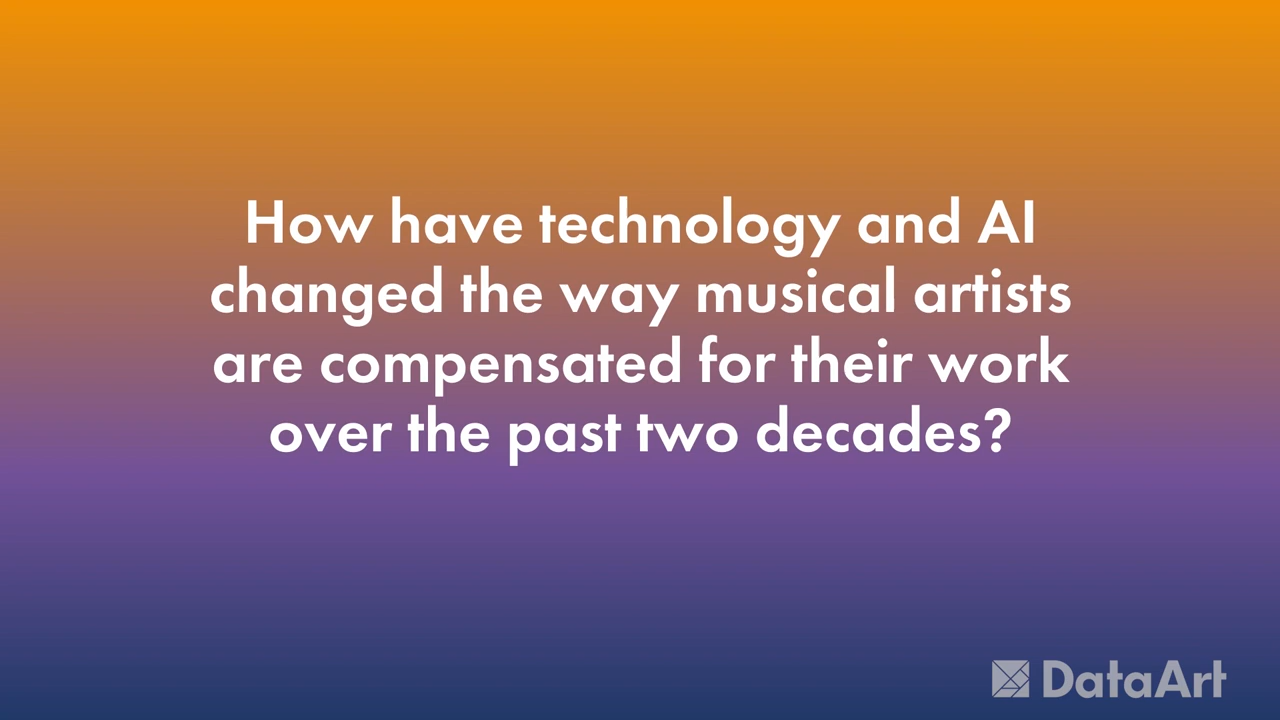 How have technology and AI
changed the way musical artists
are compensated for their work
over the past two decades?
DataArt